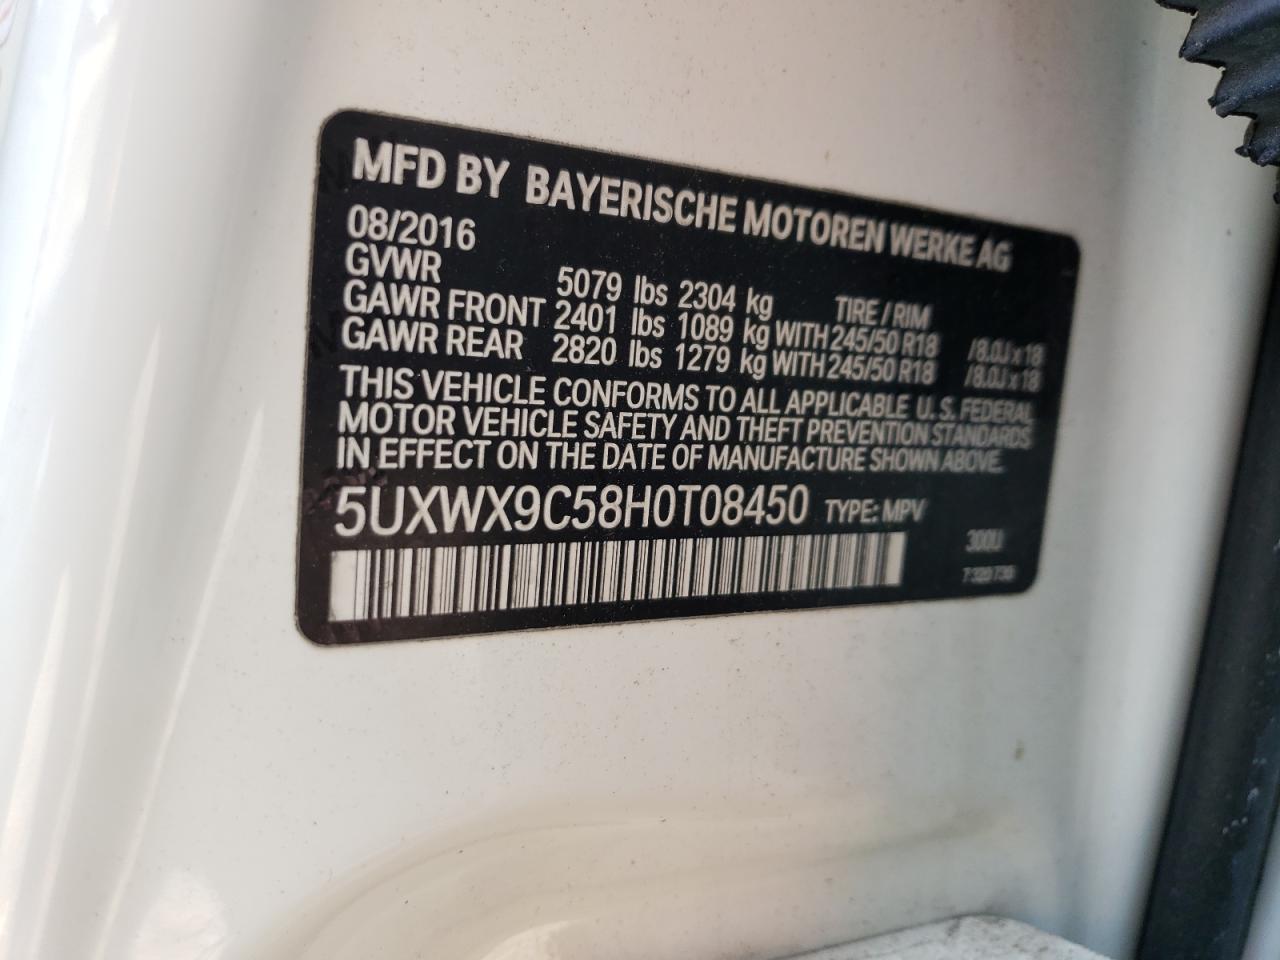 MFD BY BAYERISCHE MOTOREN WERKE AG
08/2016
GVWR 5079 lbs 2304 kg TIRE / RIM
GAWR FRONT 2401 lbs 1089 kg WITH 245/50 R18 /8.0J x 18
GAWR REAR 2820 lbs 1279 kg WITH 245/50 R18 /8.0J x 18
THIS VEHICLE CONFORMS TO ALL APPLICABLE U. S. FEDERAL
MOTOR VEHICLE SAFETY AND THEFT PREVENTION STANDARDS
IN EFFECT ON THE DATE OF MANUFACTURE SHOWN ABOVE.
5UXWX9C58H0T08450 TYPE: MPV